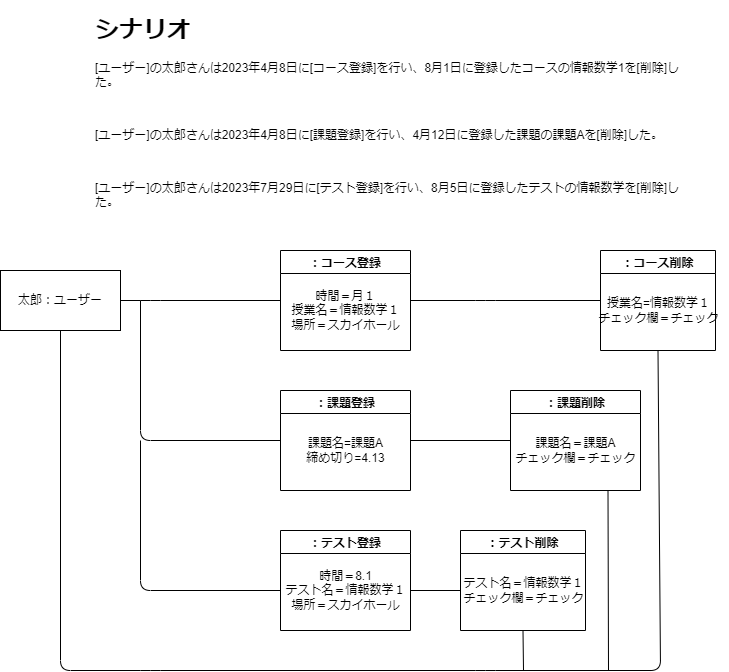 シナリオ
[ユーザー]の太郎さんは2023年4月8日に[コース登録]を行い、8月1日に登録したコースの情報数学1を[削除]し
た。
[ユーザー]の太郎さんは2023年4月8日に[課題登録]を行い、4月12日に登録した課題の課題Aを[削除]した。
[ユーザー]の太郎さんは2023年7月29日に[テスト登録]を行い、8月5日に登録したテストの情報数学を[削除]し
た。
太郎：ユーザー
：コース登録
時間＝月１
授業名＝情報数学１
場所＝スカイホール
：コース削除
授業名=情報数学１
チェック欄＝チェック
：課題登録
課題名=課題A
締め切り=4.13
：課題削除
課題名＝課題A
チェック欄＝チェック
：テスト登録
時間＝8.1
テスト名＝情報数学１
場所＝スカイホール
：テスト削除
テスト名＝情報数学１
チェック欄＝チェック